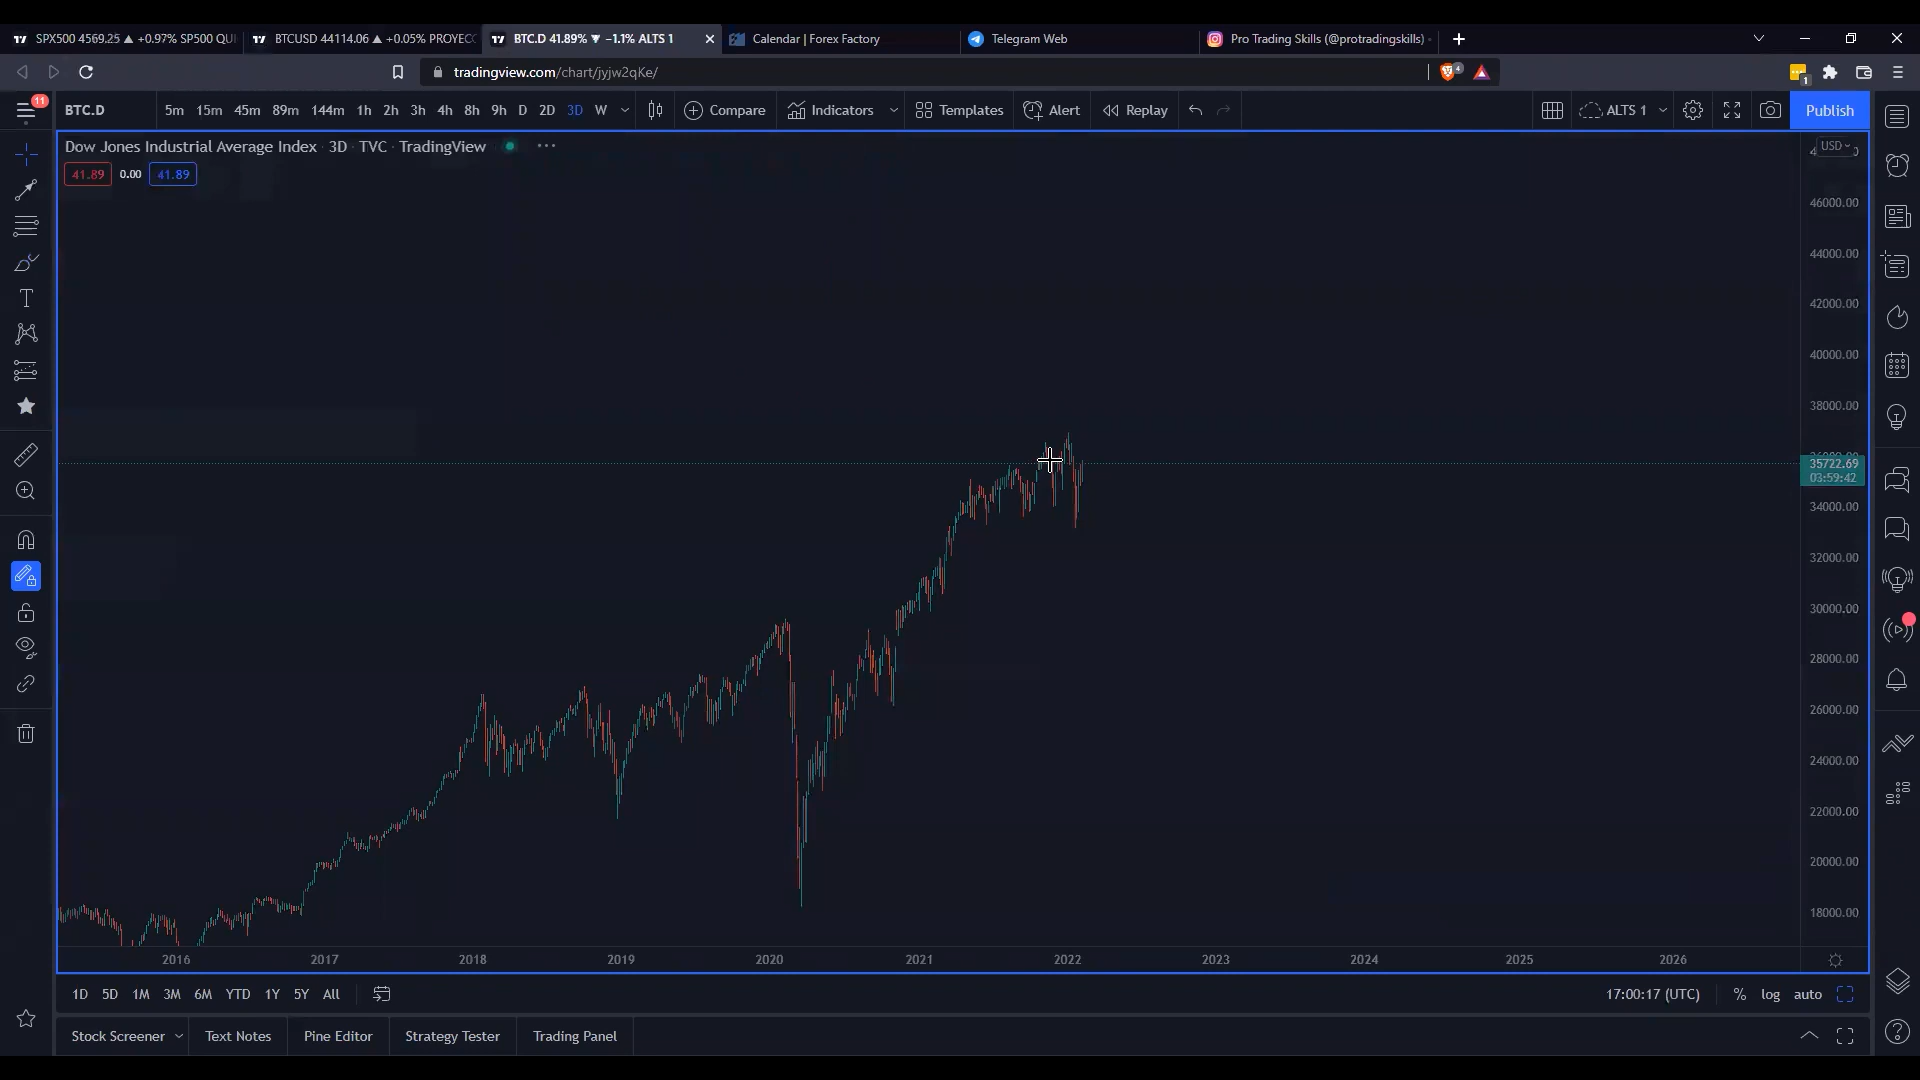 SPX500 4569.25 ▲ +0.97% SP500 QUI
BTCUSD 44114.06 ▲ +0.05% PROYECC
BTC.D 41.89% ▼ −1.1% ALTS 1
Calendar | Forex Factory
Telegram Web
Pro Trading Skills (@protradingskills)
tradingview.com/chart/jyjw2qKe/
4
1
11
BTC.D 5m 15m 45m 89m 144m 1h 2h 3h 4h 8h 9h D 2D 3D W Compare Indicators Templates Alert Replay ALTS 1 Publish
Dow Jones Industrial Average Index · 3D · TVC · TradingView
USD
41.89 0.00 41.89
46000.00
44000.00
42000.00
40000.00
38000.00
35722.69
03:59:42
34000.00
32000.00
30000.00
28000.00
26000.00
24000.00
22000.00
20000.00
18000.00
2016 2017 2018 2019 2020 2021 2022 2023 2024 2025 2026
1D 5D 1M 3M 6M YTD 1Y 5Y All 17:00:17 (UTC) % log auto
Stock Screener Text Notes Pine Editor Strategy Tester Trading Panel